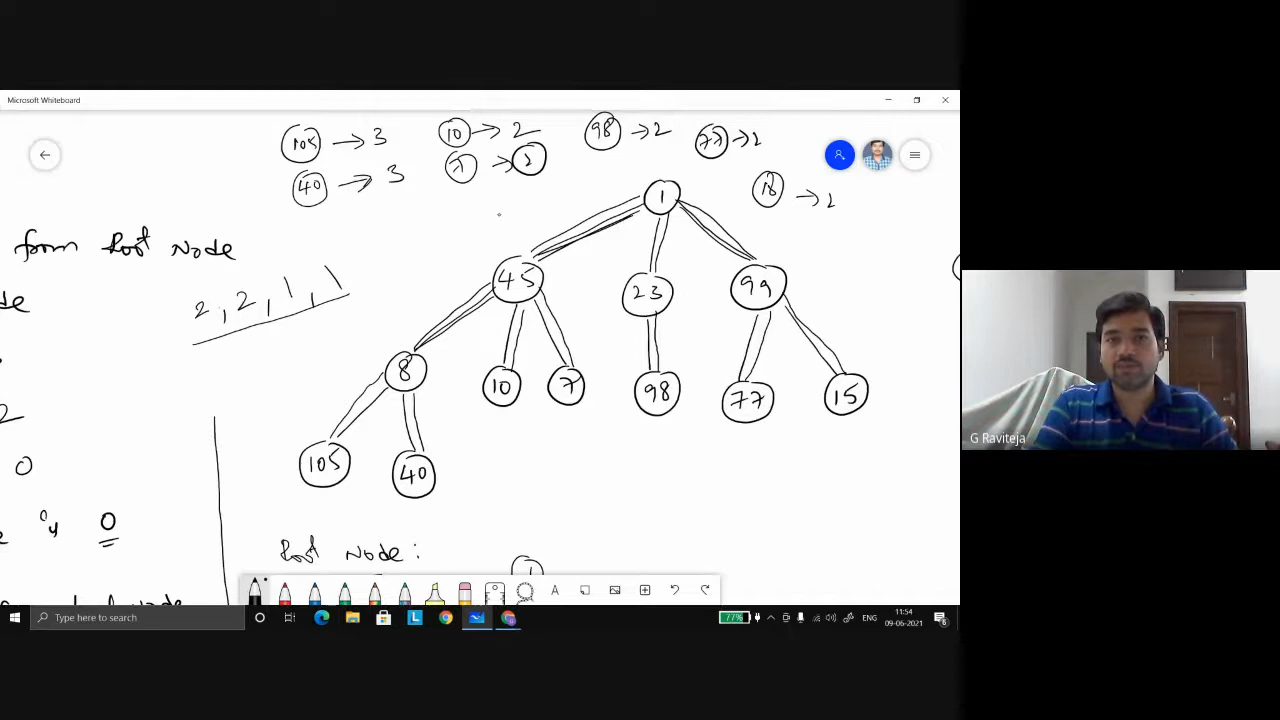 Microsoft Whiteboard
105 → 3
10 → 2
98 → 2
77 → 2
40 → 3
7 →
→ 2
from Root Node
de
2, 2, 1, 1
1
45
23
99
8
10
7
98
77
15
105
40
2
0
0
Root Node:
G Raviteja
Type here to search
77%
ENG
11:54
09-06-2021